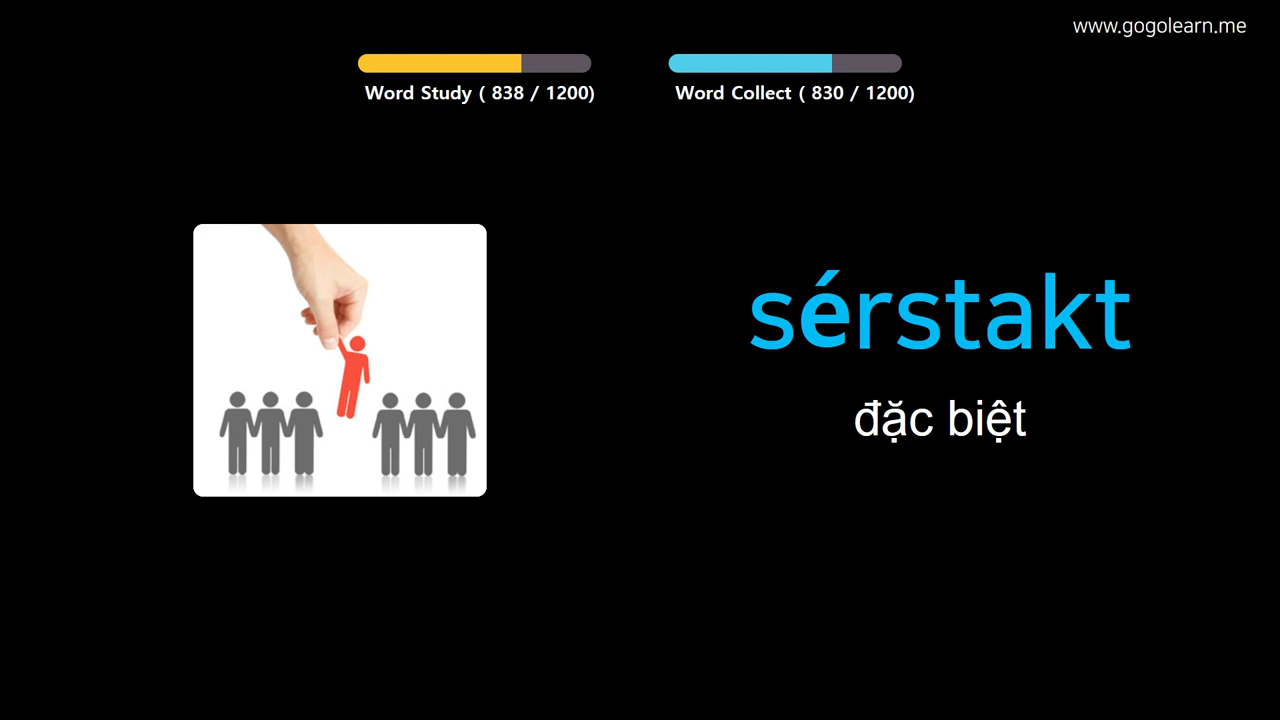 www.gogolearn.me
Word Study ( 838 / 1200)
Word Collect ( 830 / 1200)
sérstakt
đặc biệt